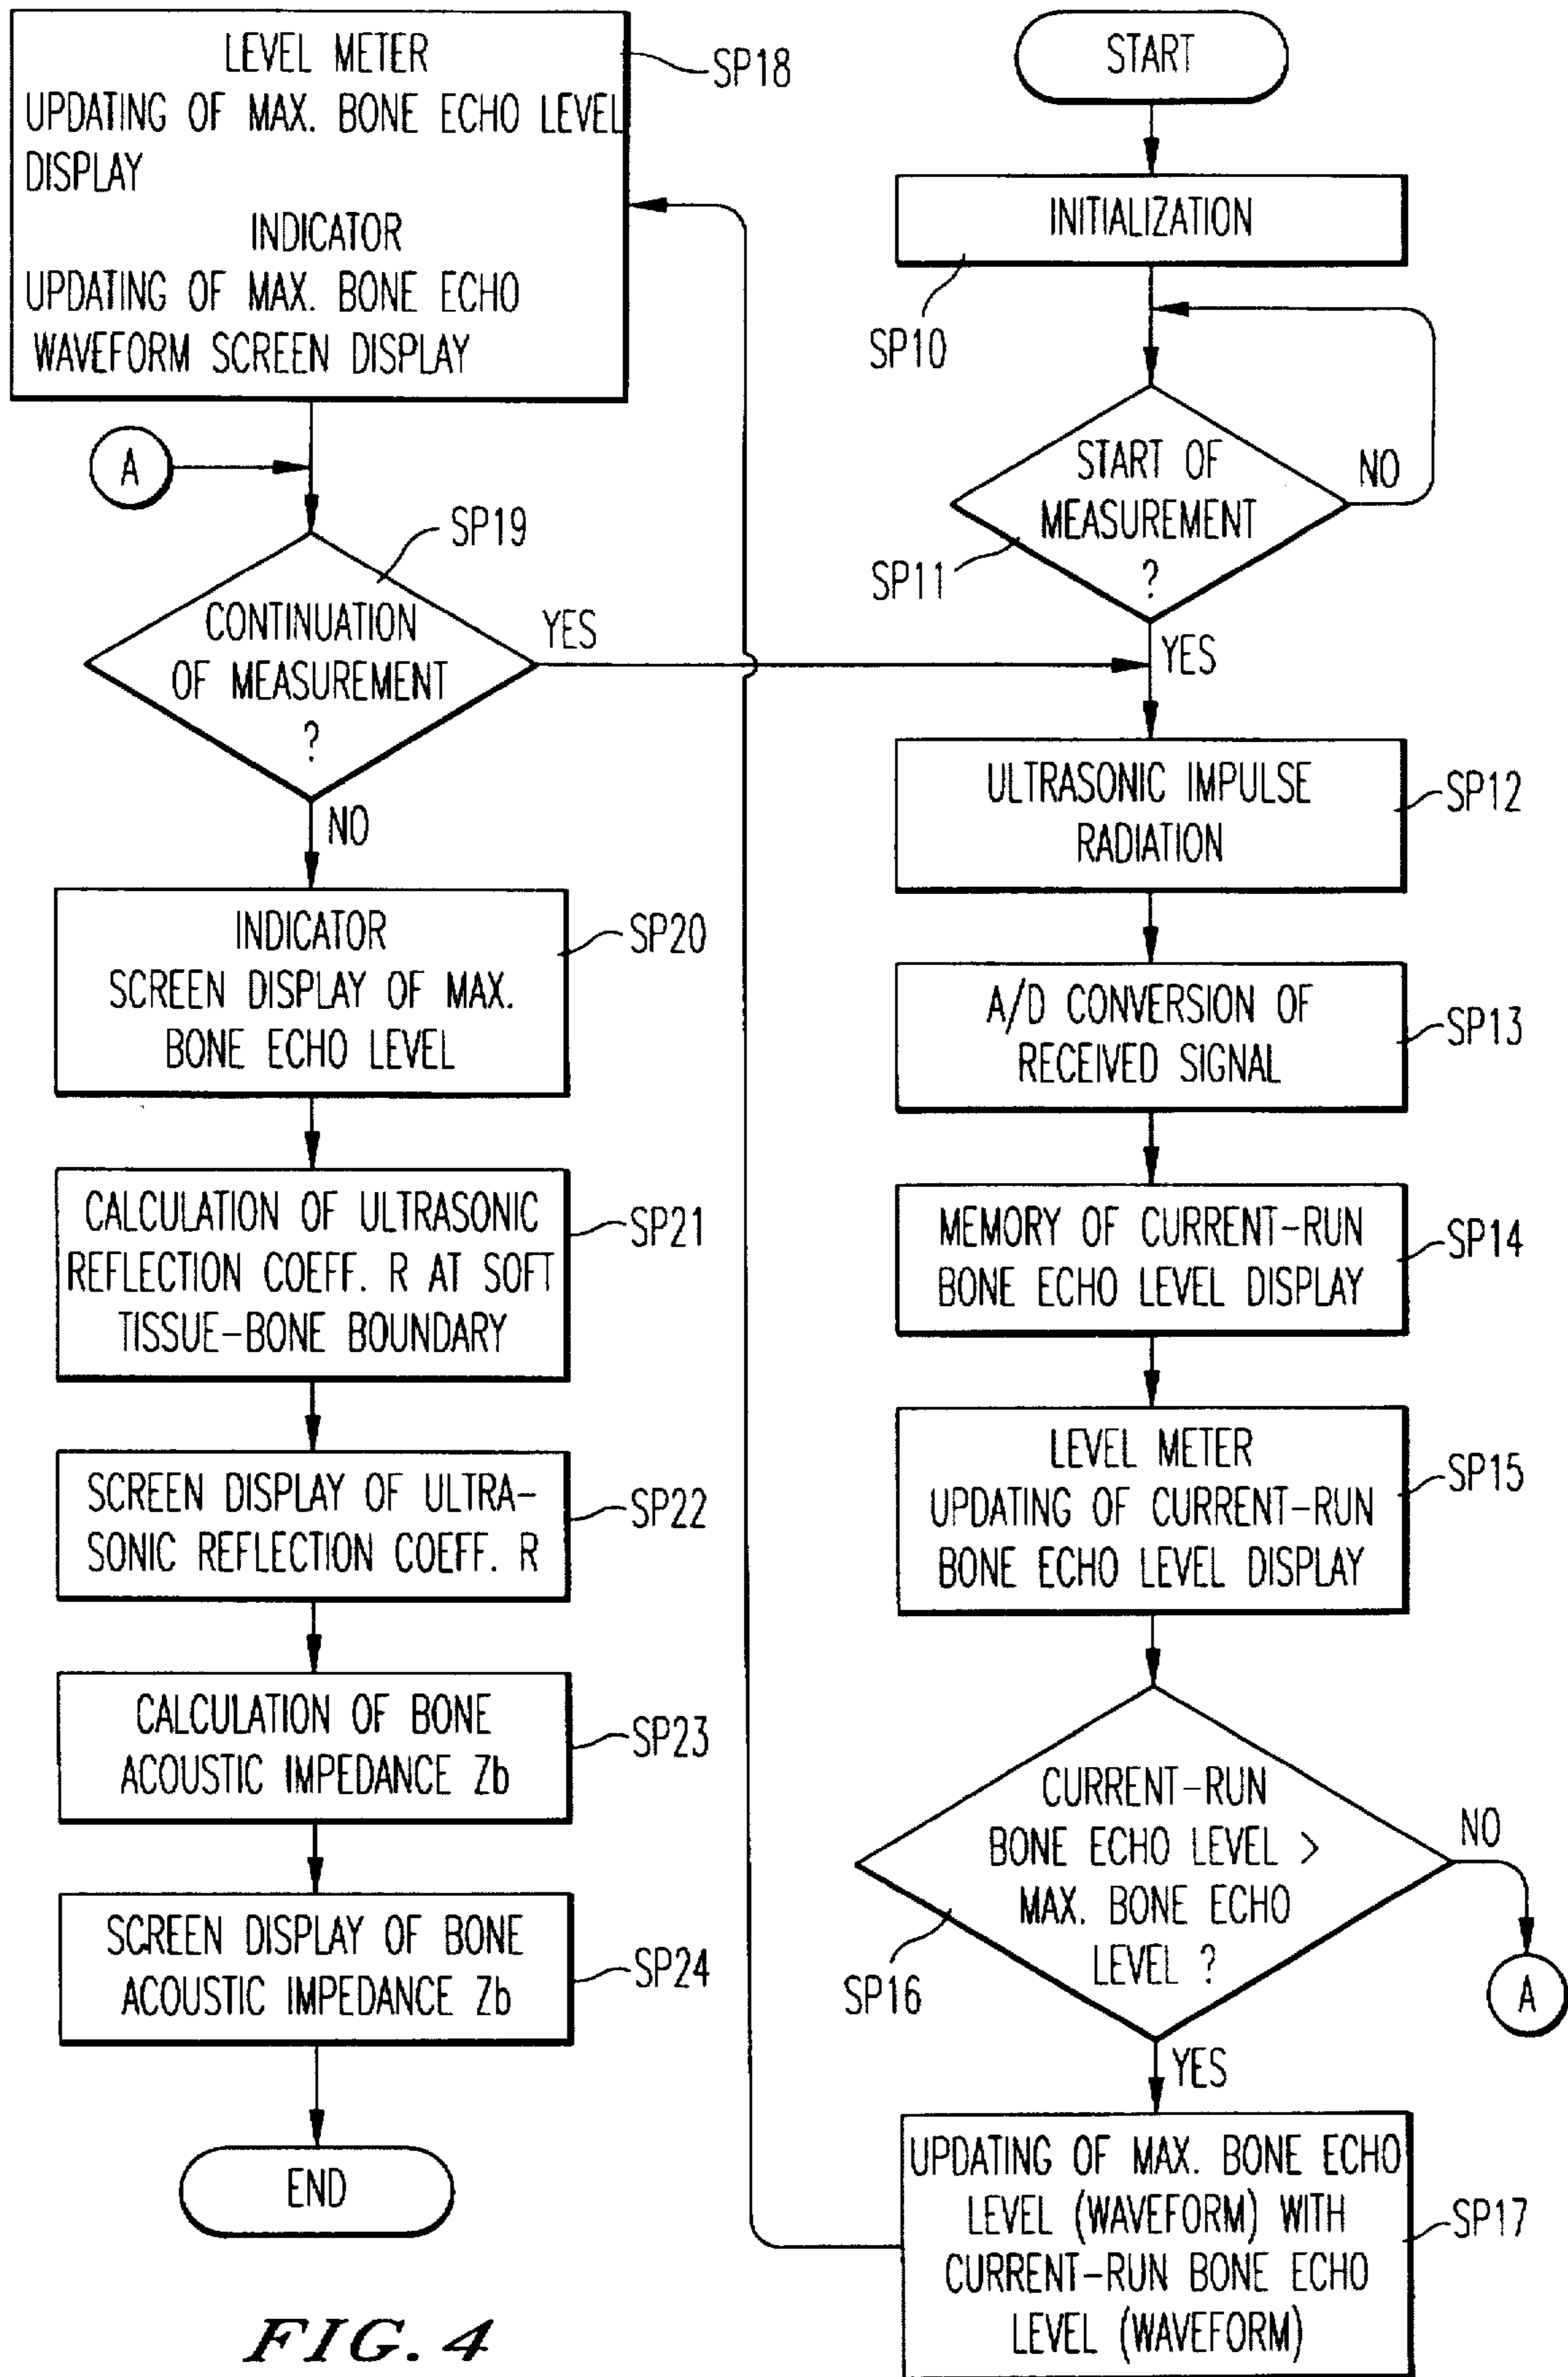 START
INITIALIZATION
SP10
START OF
MEASUREMENT
?
SP11
NO
YES
ULTRASONIC IMPULSE
RADIATION
SP12
A/D CONVERSION OF
RECEIVED SIGNAL
SP13
MEMORY OF CURRENT-RUN
BONE ECHO LEVEL DISPLAY
SP14
LEVEL METER
UPDATING OF CURRENT-RUN
BONE ECHO LEVEL DISPLAY
SP15
CURRENT-RUN
BONE ECHO LEVEL >
MAX. BONE ECHO
LEVEL ?
SP16
NO
A
YES
UPDATING OF MAX. BONE ECHO
LEVEL (WAVEFORM) WITH
CURRENT-RUN BONE ECHO
LEVEL (WAVEFORM)
SP17
LEVEL METER
UPDATING OF MAX. BONE ECHO LEVEL
DISPLAY
INDICATOR
UPDATING OF MAX. BONE ECHO
WAVEFORM SCREEN DISPLAY
SP18
A
SP19
CONTINUATION
OF MEASUREMENT
?
YES
NO
INDICATOR
SCREEN DISPLAY OF MAX.
BONE ECHO LEVEL
SP20
CALCULATION OF ULTRASONIC
REFLECTION COEFF. R AT SOFT
TISSUE-BONE BOUNDARY
SP21
SCREEN DISPLAY OF ULTRA-
SONIC REFLECTION COEFF. R
SP22
CALCULATION OF BONE
ACOUSTIC IMPEDANCE Zb
SP23
SCREEN DISPLAY OF BONE
ACOUSTIC IMPEDANCE Zb
SP24
END
FIG. 4